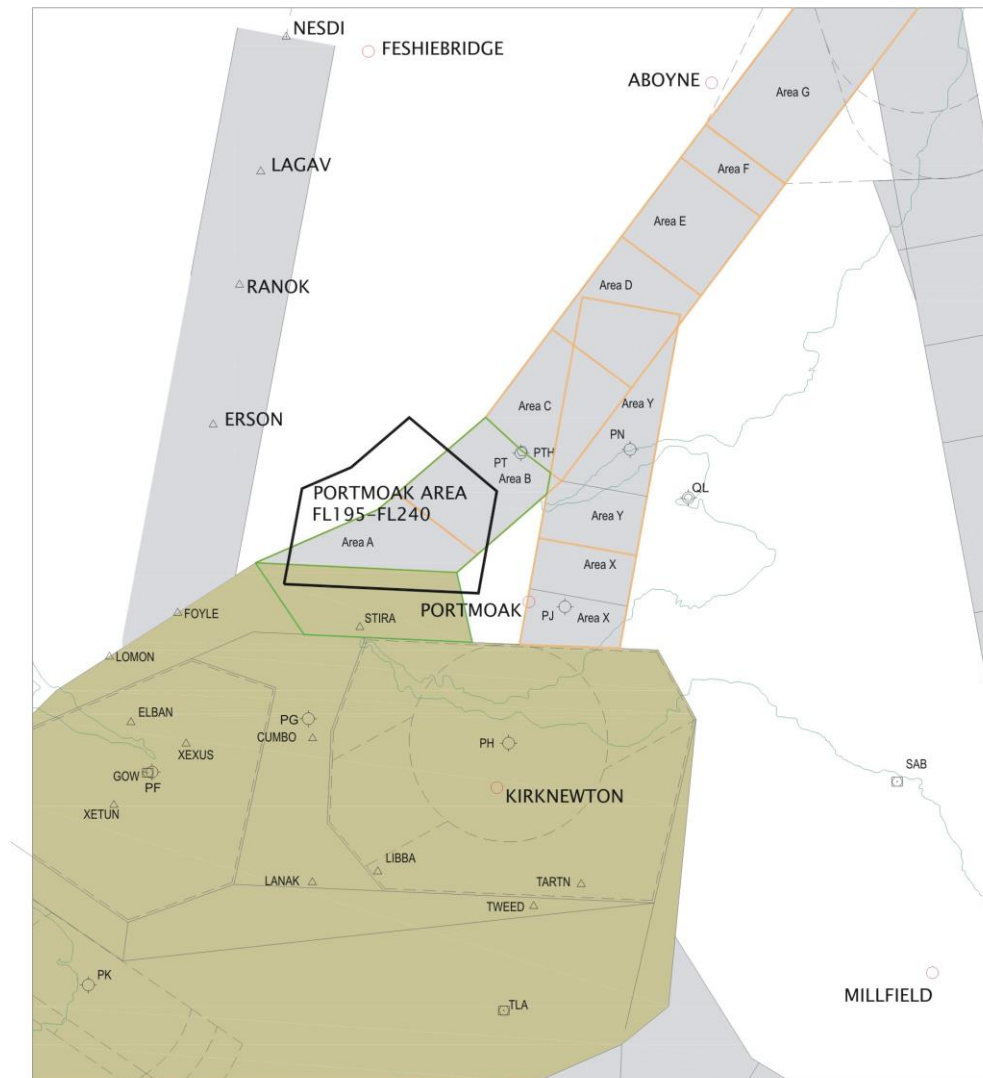 NESDI
FESHIEBRIDGE
ABOYNE
Area G
LAGAV
Area F
Area E
RANOK
Area D
Area C
Area Y
ERSON
PT
PTH
PN
Area B
PORTMOAK AREA
FL195-FL240
QL
Area Y
Area A
Area X
PORTMOAK
PJ
Area X
FOYLE
STIRA
LOMON
ELBAN
PG
CUMBO
XEXUS
PH
GOW
PF
SAB
KIRKNEWTON
XETUN
LIBBA
LANAK
TARTN
TWEED
PK
MILLFIELD
TLA